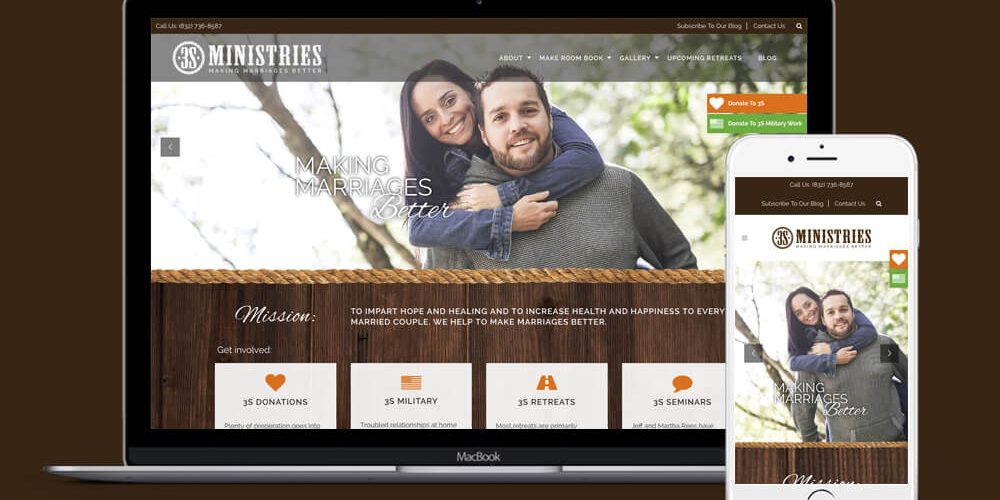 Call Us: (832) 736-8587
Subscribe To Our Blog | Contact Us
3S MINISTRIES
MAKING MARRIAGES BETTER
ABOUT MAKE ROOM BOOK GALLERY UPCOMING RETREATS BLOG
Donate To 3S
Donate To 3S Military Work
MAKING
MARRIAGES
Better
Mission:
TO IMPART HOPE AND HEALING AND TO INCREASE HEALTH AND HAPPINESS TO EVERY
MARRIED COUPLE. WE HELP TO MAKE MARRIAGES BETTER.
Get involved:
3S DONATIONS
3S MILITARY
3S RETREATS
3S SEMINARS
Plenty of preperation goes into
Troubled relationships at home
Most retreats are primarily
Jeff and Martha Rees have
MacBook
Call Us: (832) 736-8587
Subscribe To Our Blog | Contact Us
3S MINISTRIES
MAKING MARRIAGES BETTER
MAKING
MARRIAGES
Better
Mission: